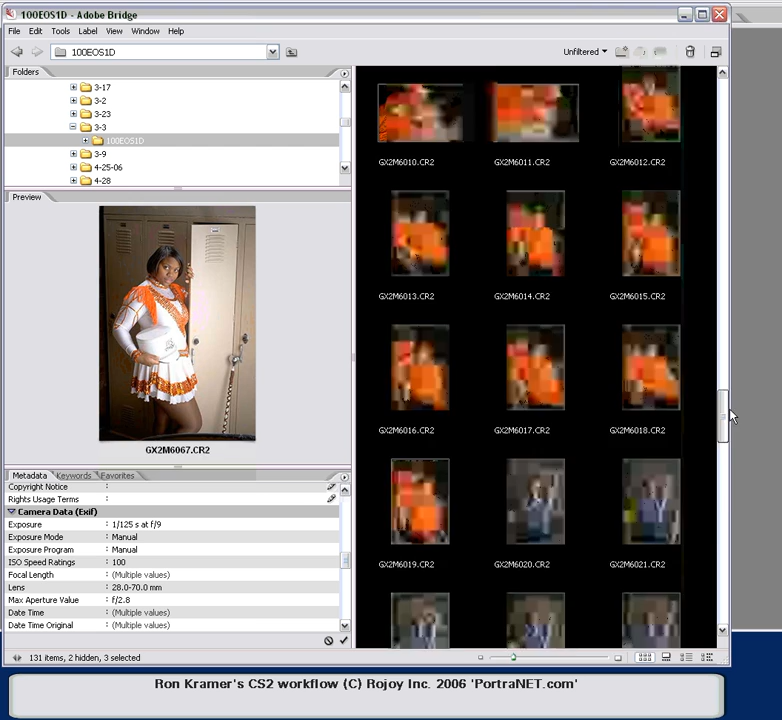 100EOS1D - Adobe Bridge
File Edit Tools Label View Window Help
100EOS1D
Unfiltered
Folders
3-17
3-2
3-23
3-3
100EOS1D
3-9
4-25-06
4-28
Preview
GX2M6067.CR2
Metadata Keywords Favorites
Copyright Notice :
Rights Usage Terms :
Camera Data (Exif)
Exposure : 1/125 s at f/9
Exposure Mode : Manual
Exposure Program : Manual
ISO Speed Ratings : 100
Focal Length : (Multiple values)
Lens : 28.0-70.0 mm
Max Aperture Value : f/2.8
Date Time : (Multiple values)
Date Time Original : (Multiple values)
GX2M6010.CR2 GX2M6011.CR2 GX2M6012.CR2
GX2M6013.CR2 GX2M6014.CR2 GX2M6015.CR2
GX2M6016.CR2 GX2M6017.CR2 GX2M6018.CR2
GX2M6019.CR2 GX2M6020.CR2 GX2M6021.CR2
131 items, 2 hidden, 3 selected
Ron Kramer's CS2 workflow (C) Rojoy Inc. 2006 'PortraNET.com'